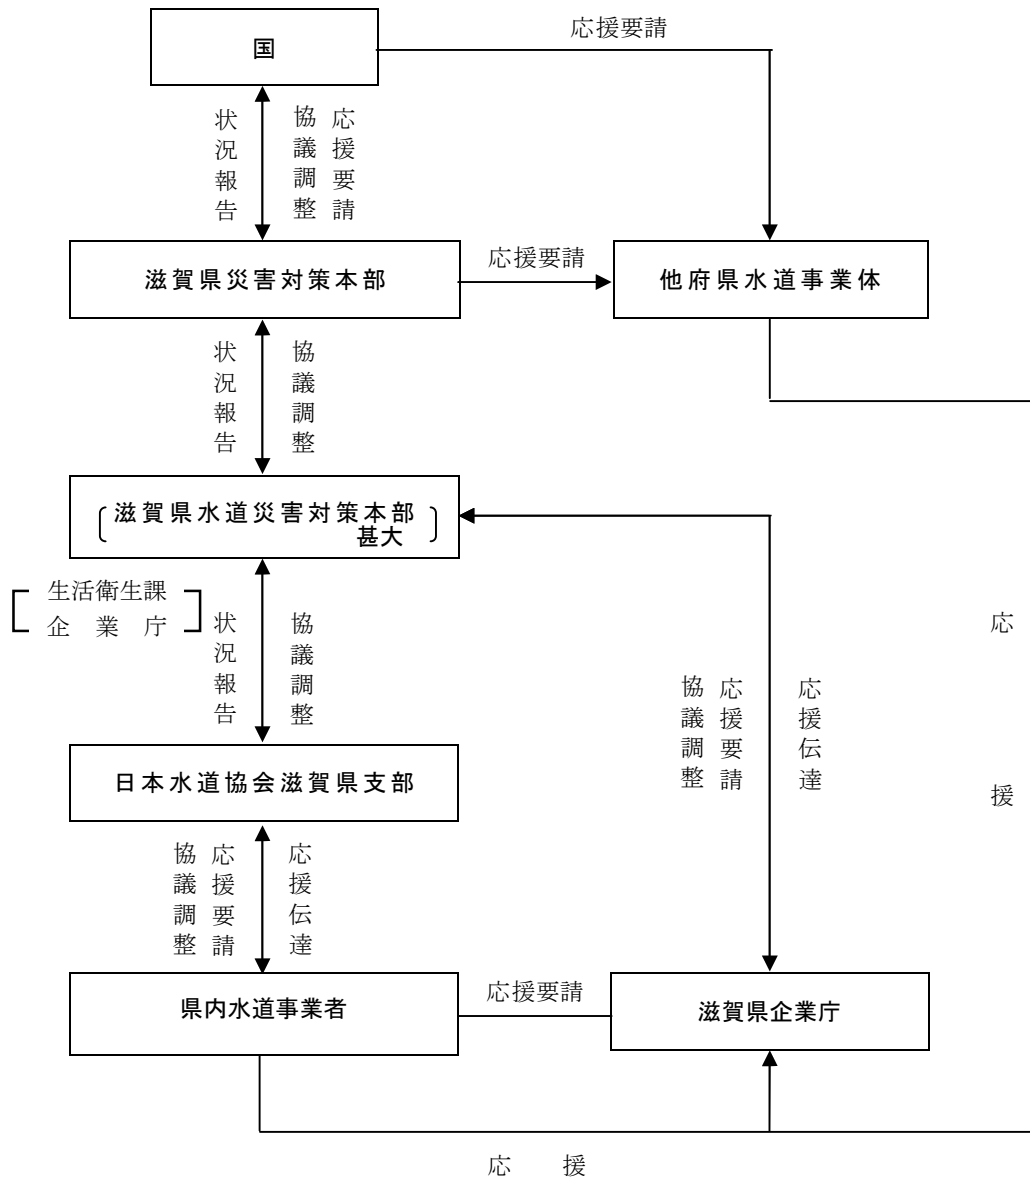 国
応援要請
状況報告
協議調整
応援要請
滋賀県災害対策本部
応援要請
他府県水道事業体
状況報告
協議調整
滋賀県水道災害対策本部
甚大
生活衛生課
企業庁
状況報告
協議調整
協議調整
応援要請
応援伝達
応援
日本水道協会滋賀県支部
協議調整
応援要請
応援伝達
県内水道事業者
応援要請
滋賀県企業庁
応援